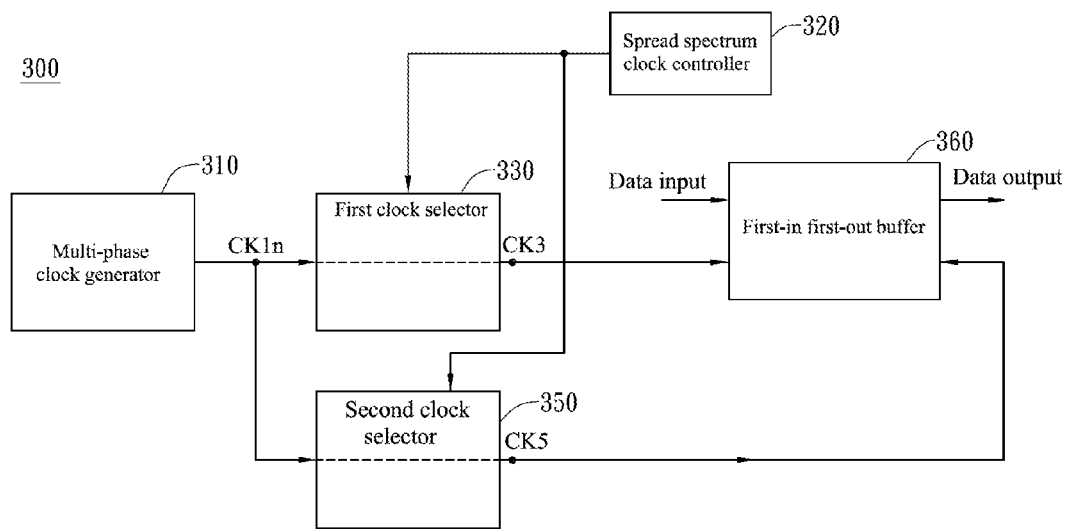 300
320
Spread spectrum
clock controller
310
330
360
Multi-phase
clock generator
CK1n
First clock selector
CK3
Data input
First-in first-out buffer
Data output
350
Second clock
selector
CK5